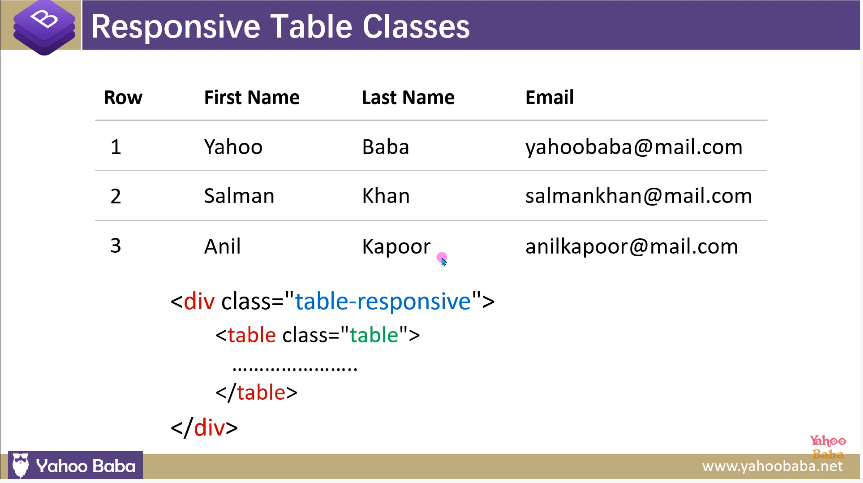 B
Responsive Table Classes
Row First Name Last Name Email
1 Yahoo Baba yahoobaba@mail.com
2 Salman Khan salmankhan@mail.com
3 Anil Kapoor anilkapoor@mail.com
<div class="table-responsive">
<table class="table">
…………………..
</table>
</div>
Yahoo
Baba
Yahoo Baba
www.yahoobaba.net